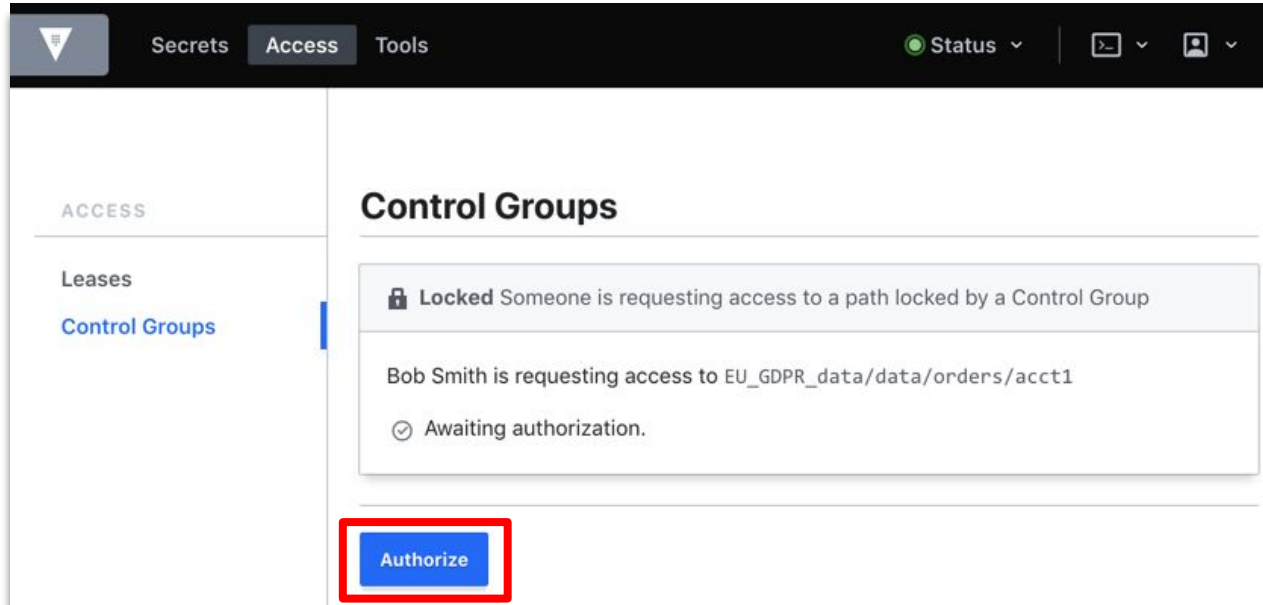 Secrets Access Tools Status
ACCESS
Leases
Control Groups
Control Groups
Locked Someone is requesting access to a path locked by a Control Group
Bob Smith is requesting access to EU_GDPR_data/data/orders/acct1
Awaiting authorization.
Authorize